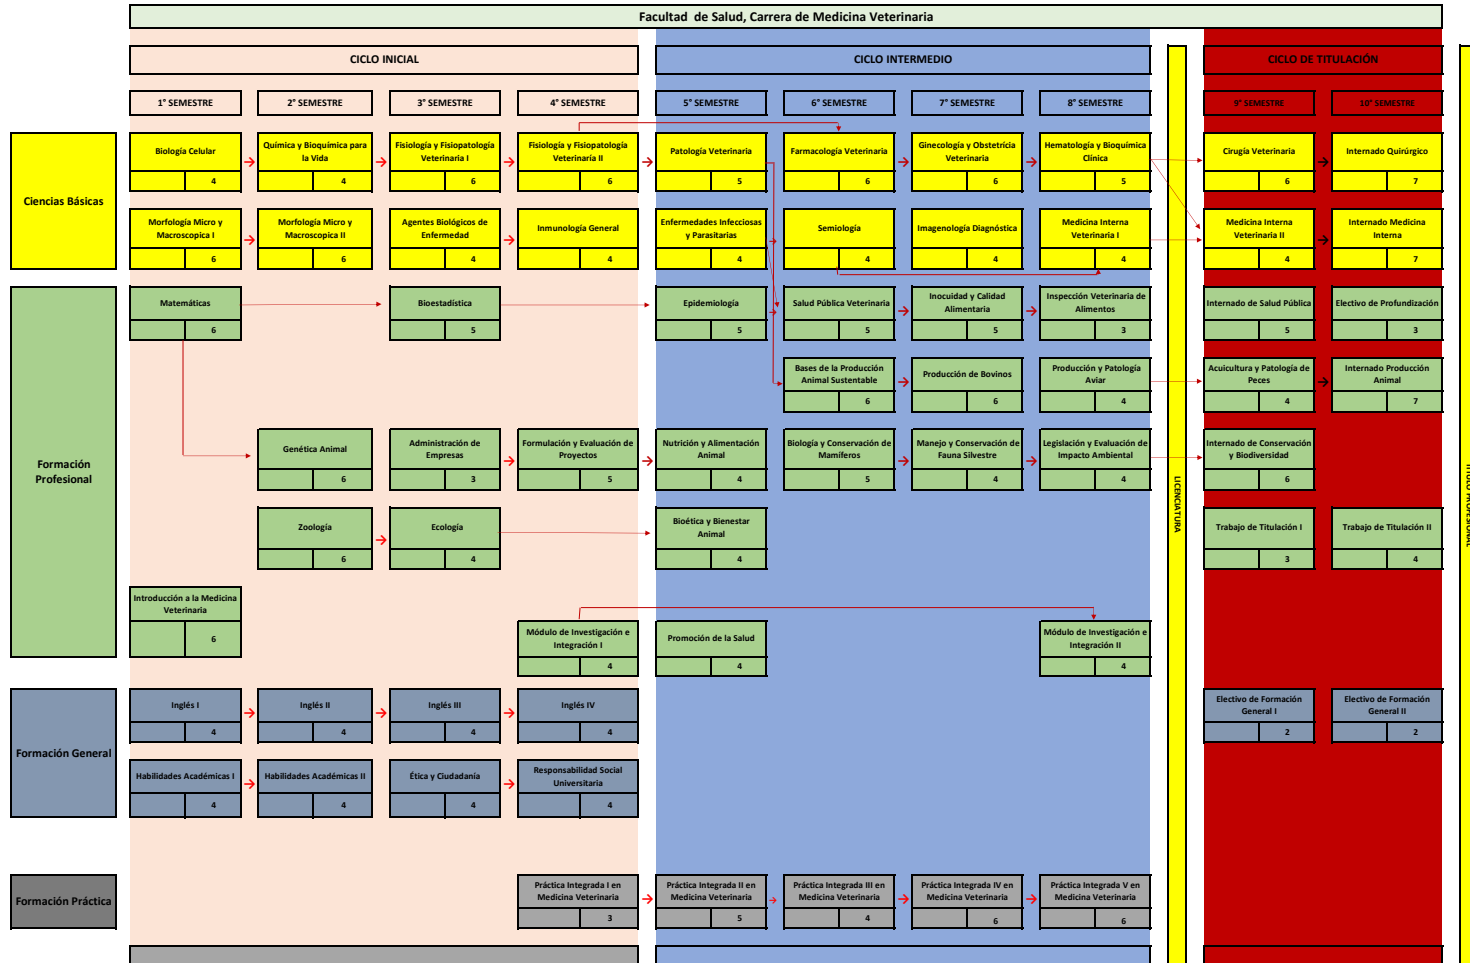 Facultad de Salud, Carrera de Medicina Veterinaria
CICLO INICIAL
CICLO INTERMEDIO
CICLO DE TITULACIÓN
1° SEMESTRE
2° SEMESTRE
3° SEMESTRE
4° SEMESTRE
5° SEMESTRE
6° SEMESTRE
7° SEMESTRE
8° SEMESTRE
9° SEMESTRE
10° SEMESTRE
Ciencias Básicas
Biología Celular
4
Química y Bioquímica para
la Vida
4
Fisiología y Fisiopatología
Veterinaria I
6
Fisiología y Fisiopatología
Veterinaria II
6
Patología Veterinaria
5
Farmacología Veterinaria
6
Ginecología y Obstetricia
Veterinaria
6
Hematología y Bioquímica
Clínica
5
Cirugía Veterinaria
6
Internado Quirúrgico
7
Morfología Micro y
Macroscopica I
6
Morfología Micro y
Macroscopica II
6
Agentes Biológicos de
Enfermedad
4
Inmunología General
4
Enfermedades Infecciosas
y Parasitarias
4
Semiología
4
Imagenología Diagnóstica
4
Medicina Interna
Veterinaria I
4
Medicina Interna
Veterinaria II
4
Internado Medicina
Interna
7
Formación
Profesional
Matemáticas
6
Bioestadística
5
Epidemiología
5
Salud Pública Veterinaria
5
Inocuidad y Calidad
Alimentaria
5
Inspección Veterinaria de
Alimentos
3
Internado de Salud Pública
5
Electivo de Profundización
3
Bases de la Producción
Animal Sustentable
6
Producción de Bovinos
6
Producción y Patología
Aviar
4
Acuicultura y Patología de
Peces
4
Internado Producción
Animal
7
Genética Animal
6
Administración de
Empresas
3
Formulación y Evaluación de
Proyectos
5
Nutrición y Alimentación
Animal
4
Biología y Conservación de
Mamíferos
5
Manejo y Conservación de
Fauna Silvestre
4
Legislación y Evaluación de
Impacto Ambiental
4
Internado de Conservación
y Biodiversidad
6
Zoología
6
Ecología
4
Bioética y Bienestar
Animal
4
Trabajo de Titulación I
3
Trabajo de Titulación II
4
Introducción a la Medicina
Veterinaria
6
Módulo de Investigación e
Integración I
4
Promoción de la Salud
4
Módulo de Investigación e
Integración II
4
LICENCIATURA
TÍTULO PROFESIONAL
Formación General
Inglés I
4
Inglés II
4
Inglés III
4
Inglés IV
4
Electivo de Formación
General I
2
Electivo de Formación
General II
2
Habilidades Académicas I
4
Habilidades Académicas II
4
Ética y Ciudadanía
4
Responsabilidad Social
Universitaria
4
Formación Práctica
Práctica Integrada I en
Medicina Veterinaria
3
Práctica Integrada II en
Medicina Veterinaria
5
Práctica Integrada III en
Medicina Veterinaria
4
Práctica Integrada IV en
Medicina Veterinaria
6
Práctica Integrada V en
Medicina Veterinaria
6